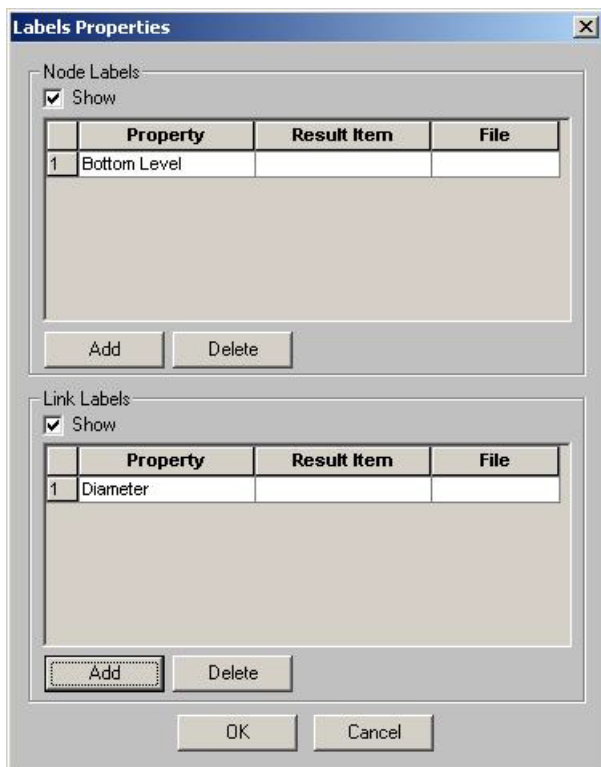 Labels Properties
Node Labels
Show
Property Result Item File
1 Bottom Level
Add Delete
Link Labels
Show
Property Result Item File
1 Diameter
Add Delete
OK Cancel